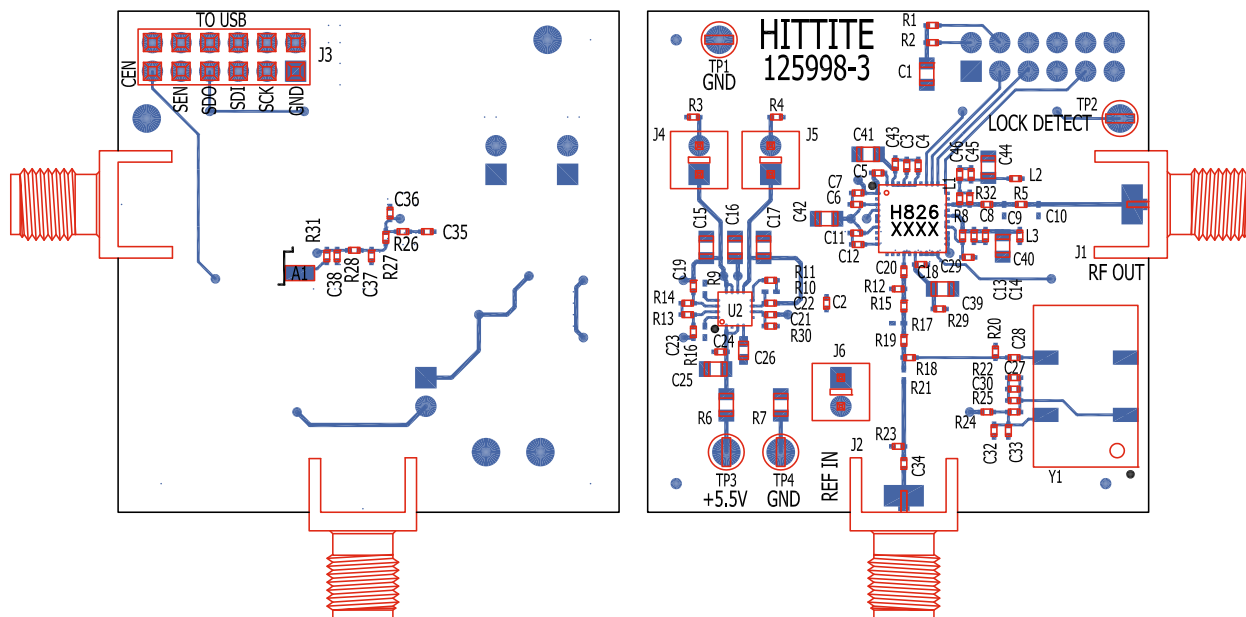 TO USB
J3
CEN
SEN
SDO
SDI
SCK
GND
C36
R31
R26
C35
R27
A1
C38
R28
C37
HITTITE
125998-3
TP1
GND
R1
R2
C1
TP2
LOCK DETECT
R3
R4
J4
J5
C41
C43
C3
C4
C46
C45
C44
C5
C7
C6
L1
L2
C42
H826
XXXX
R32
R5
C15
C16
C17
R8
C8
C9
C10
C11
C12
L3
J1
RF OUT
C40
C20
C18
C29
C19
R9
R11
R10
R12
C13
C14
R14
R13
U2
C22
C21
R30
C2
R15
C39
R29
R17
C23
R16
C24
C26
R19
R20
C28
C25
J6
R18
R22
C27
C30
R21
R25
R6
R7
R24
R23
J2
C34
C32
C33
TP3
+5.5V
TP4
GND
REF IN
Y1